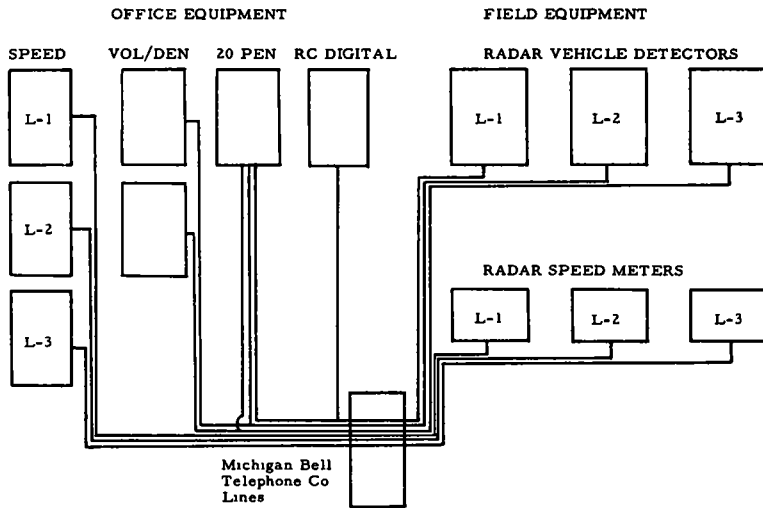 OFFICE EQUIPMENT
FIELD EQUIPMENT
SPEED
VOL/DEN
20 PEN
RC DIGITAL
RADAR VEHICLE DETECTORS
L-1
L-2
L-3
L-1
L-2
L-3
RADAR SPEED METERS
L-1
L-2
L-3
Michigan Bell
Telephone Co
Lines